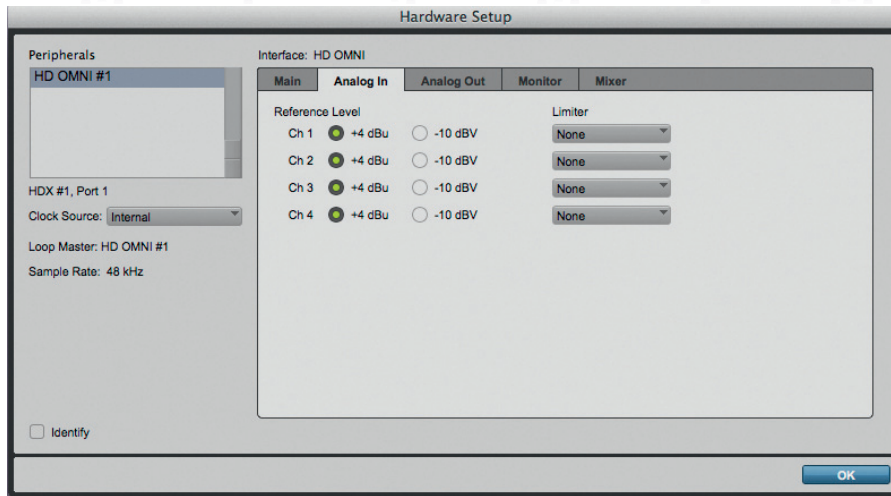 Hardware Setup
Peripherals
HD OMNI #1
HDX #1, Port 1
Clock Source: Internal
Loop Master: HD OMNI #1
Sample Rate: 48 kHz
Identify
Interface: HD OMNI
Main Analog In Analog Out Monitor Mixer
Reference Level Limiter
Ch 1 +4 dBu -10 dBV None
Ch 2 +4 dBu -10 dBV None
Ch 3 +4 dBu -10 dBV None
Ch 4 +4 dBu -10 dBV None
OK